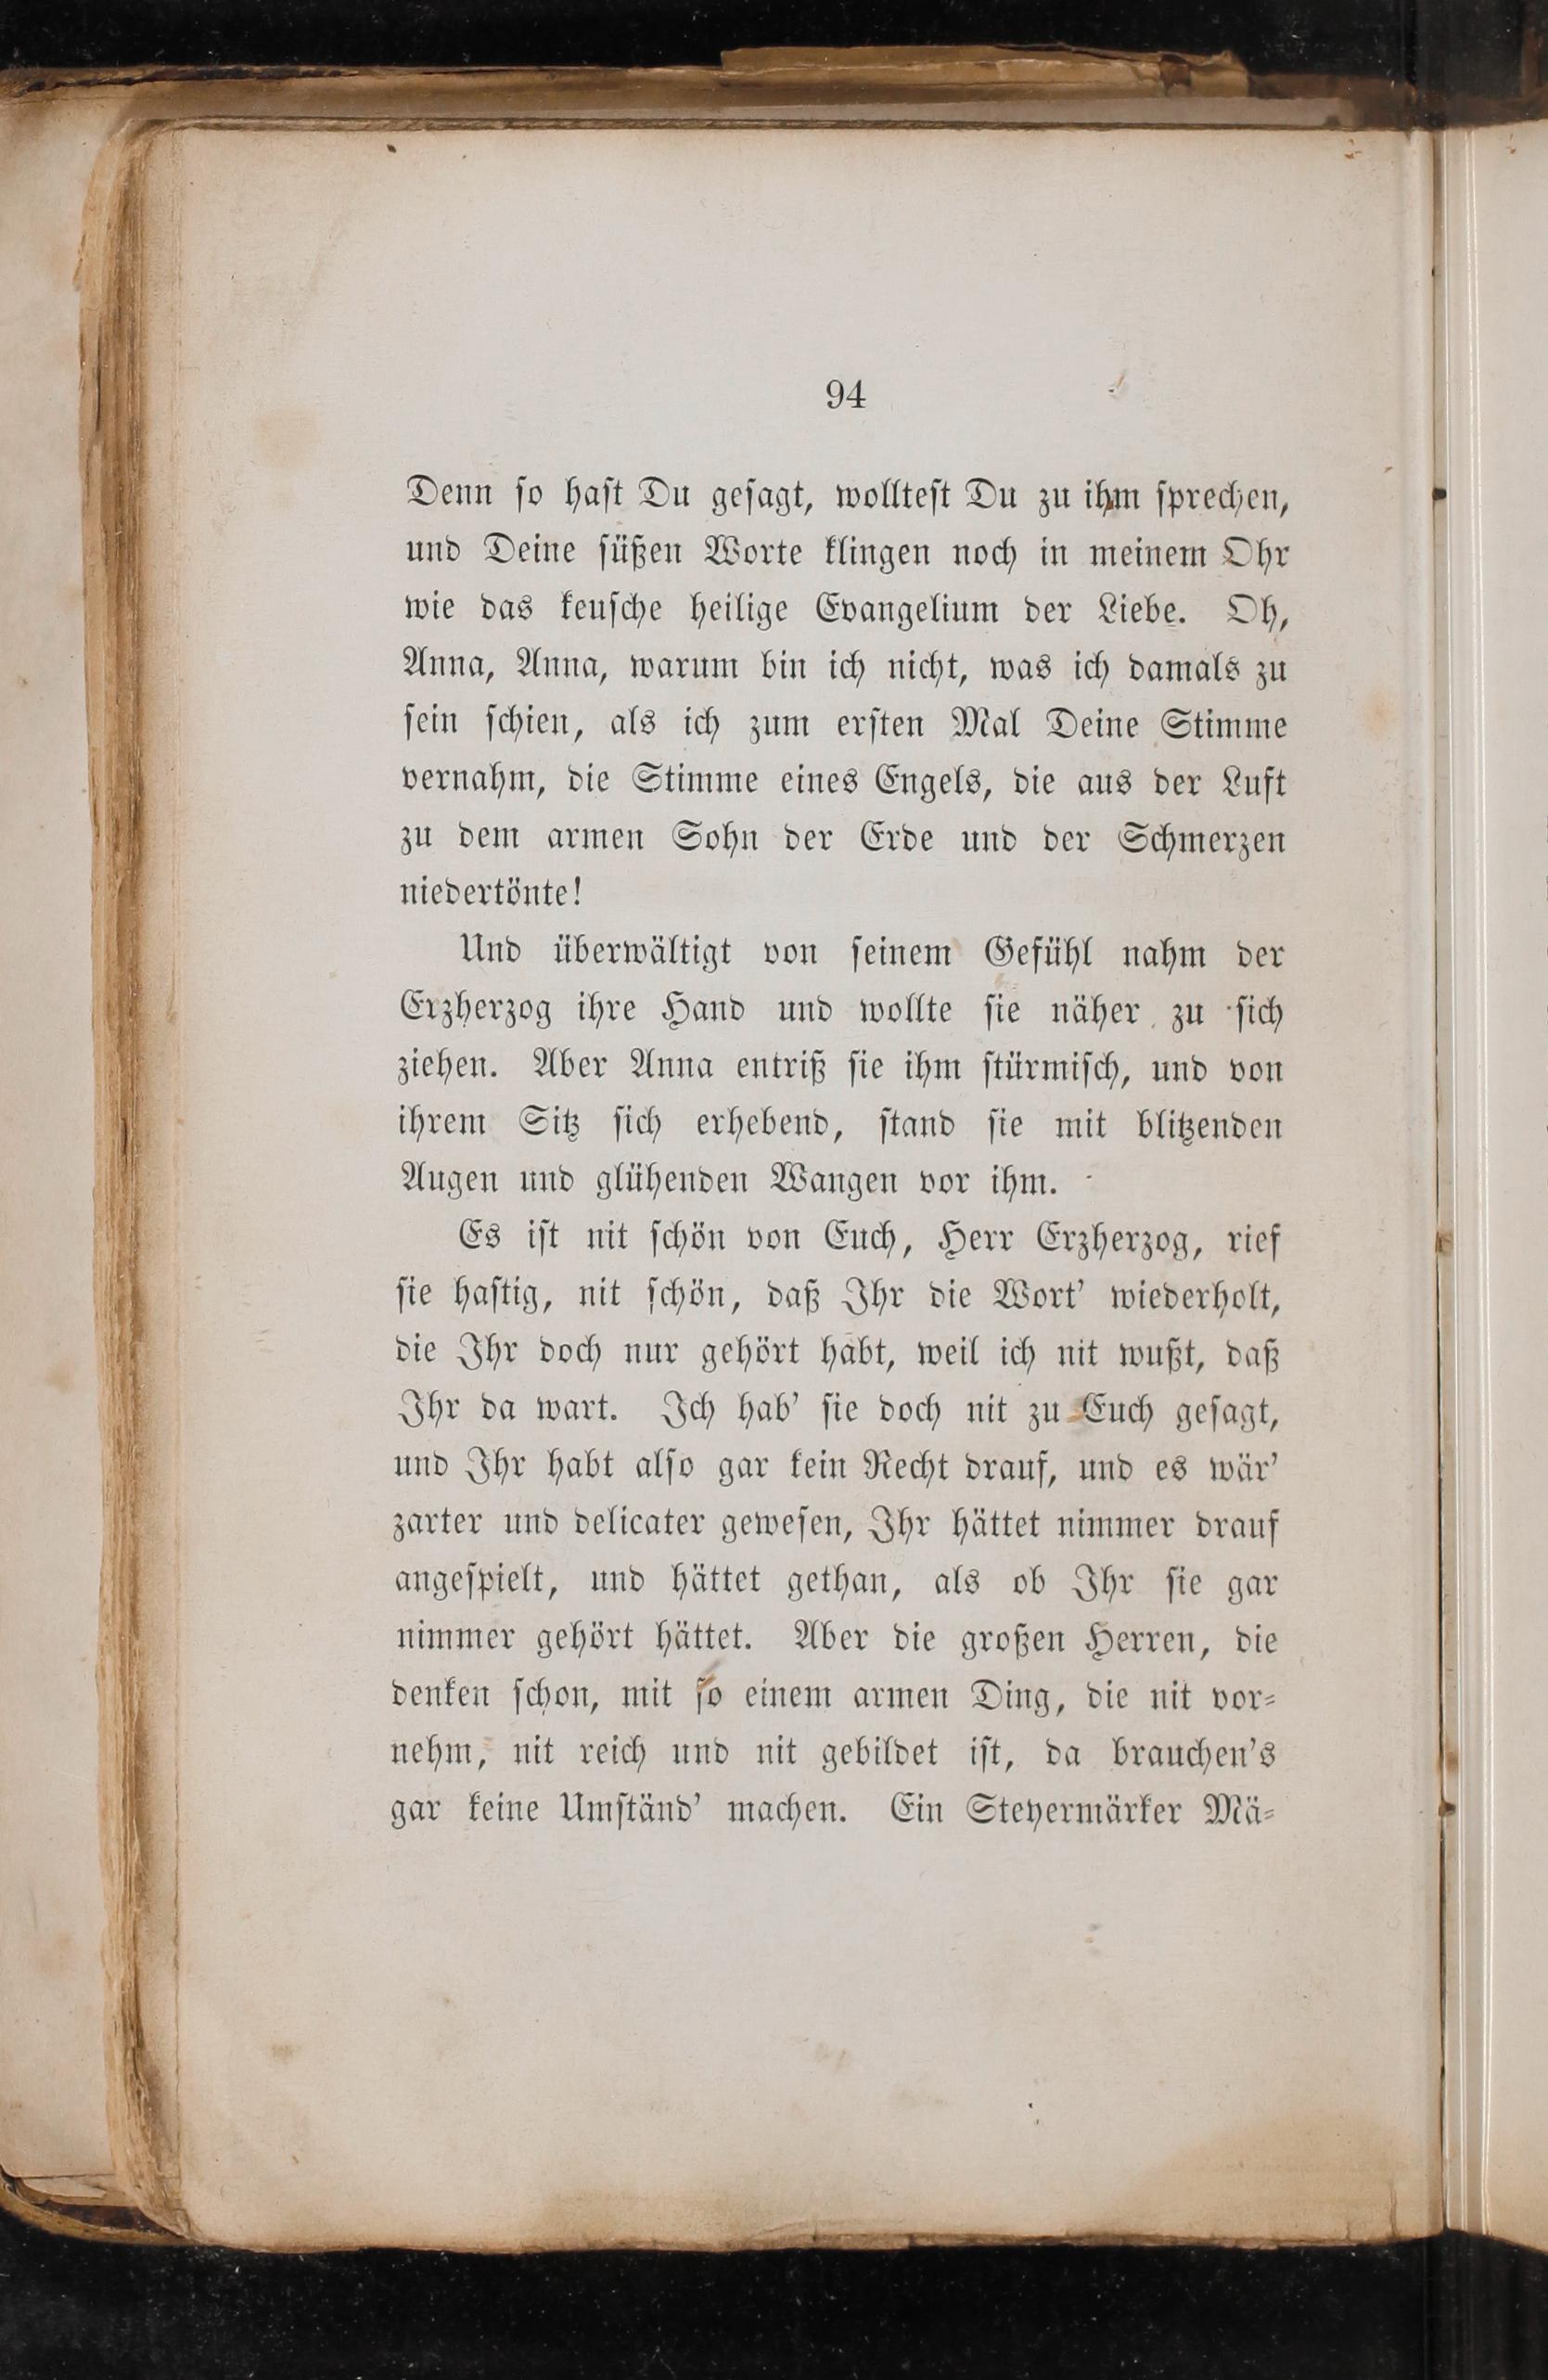 94
Denn so hast Du gesagt, wolltest Du zu ihm sprechen,
und Deine süßen Worte klingen noch in meinem Ohr
wie das keusche heilige Evangelium der Liebe. Oh,
Anna, Anna, warum bin ich nicht, was ich damals zu
sein schien, als ich zum ersten Mal Deine Stimme
vernahm, die Stimme eines Engels, die aus der Luft
zu dem armen Sohn der Erde und der Schmerzen
niedertönte!
Und überwältigt von seinem Gefühl nahm der
Erzherzog ihre Hand und wollte sie näher zu sich
ziehen. Aber Anna entriß sie ihm stürmisch, und von
ihrem Sitz sich erhebend, stand sie mit blitzenden
Augen und glühenden Wangen vor ihm.
Es ist nit schön von Euch, Herr Erzherzog, rief
sie hastig, nit schön, daß Ihr die Wort' wiederholt,
die Ihr doch nur gehört habt, weil ich nit wußt, daß
Ihr da wart. Ich hab' sie doch nit zu Euch gesagt,
und Ihr habt also gar kein Recht drauf, und es wär'
zarter und delicater gewesen, Ihr hättet nimmer drauf
angespielt, und hättet gethan, als ob Ihr sie gar
nimmer gehört hättet. Aber die großen Herren, die
denken schon, mit so einem armen Ding, die nit vor-
nehm, nit reich und nit gebildet ist, da brauchen's
gar keine Umständ' machen. Ein Steyermärker Mä-